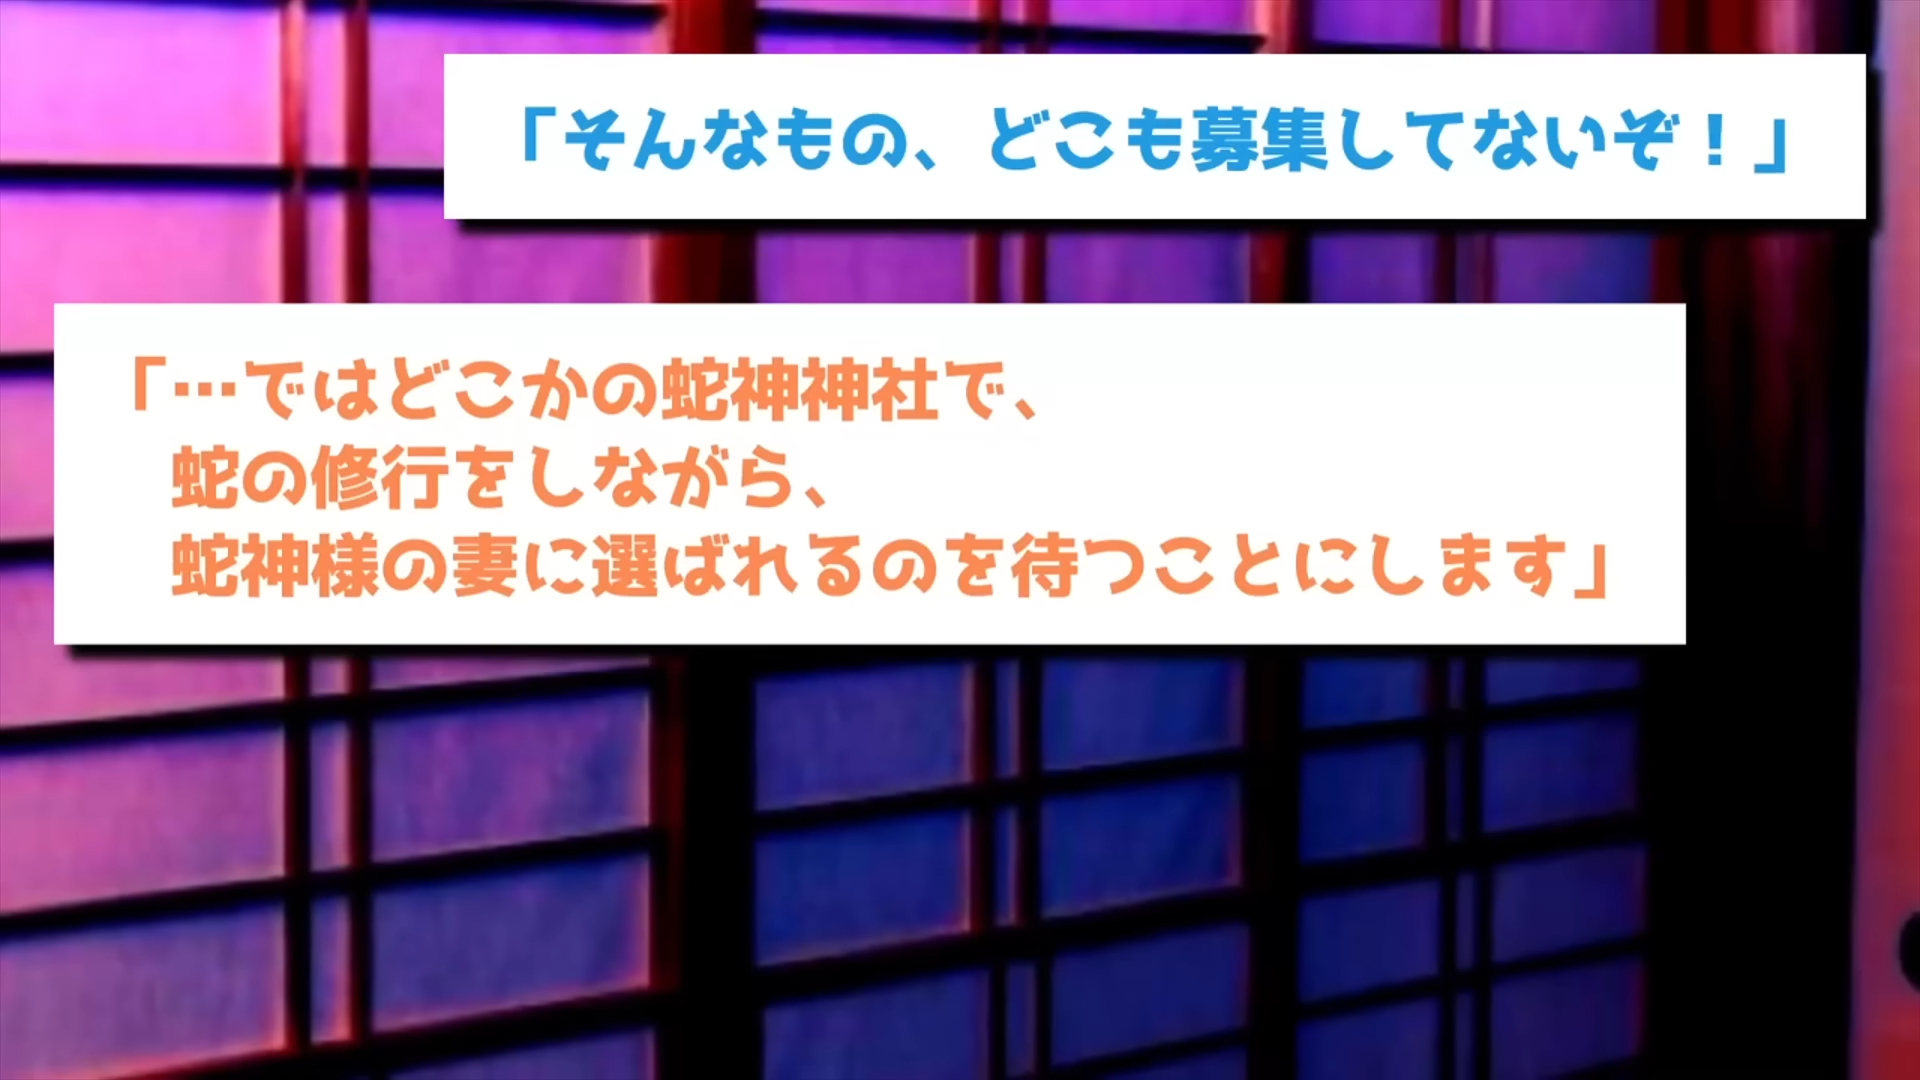 「そんなもの、どこも募集してないぞ！」
「…ではどこかの蛇神神社で、
蛇の修行をしながら、
蛇神様の妻に選ばれるのを待つことにします」